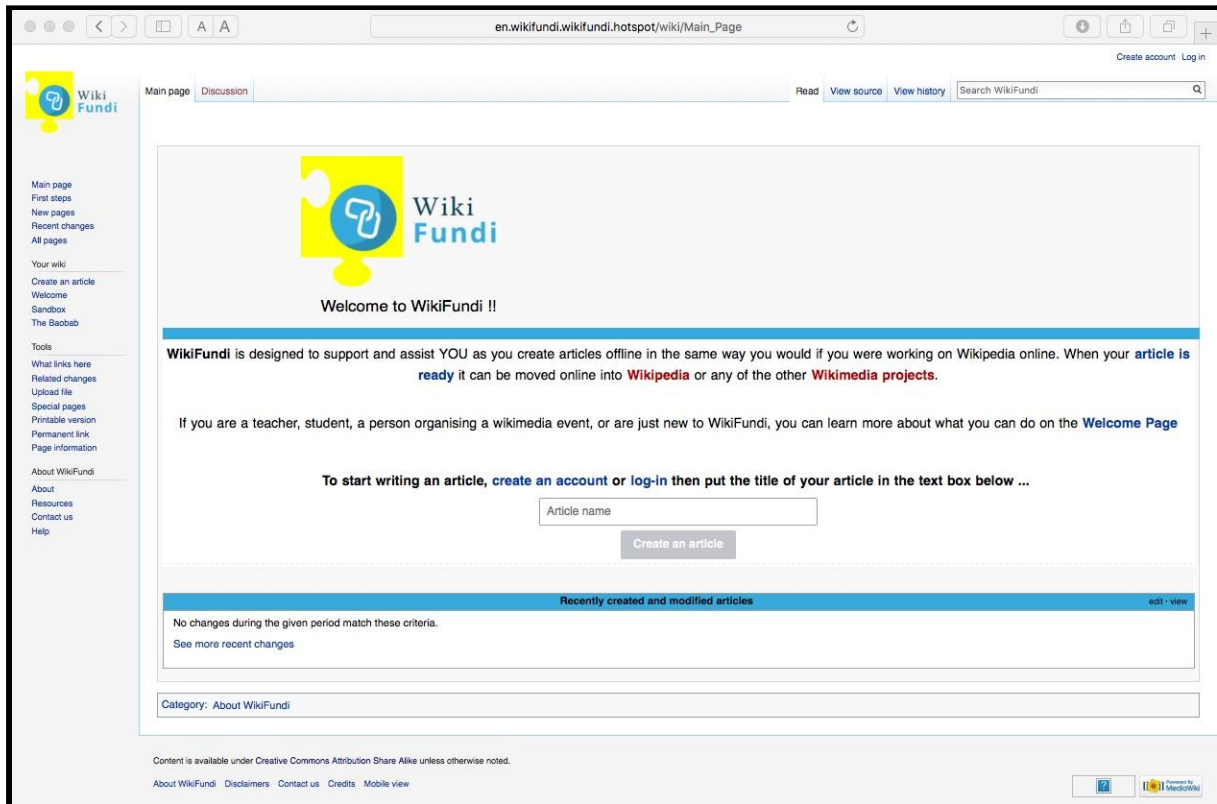 A A
en.wikifundi.wikifundi.hotspot/wiki/Main_Page
Create account Log in
Wiki
Fundi
Main page Discussion
Read View source View history Search WikiFundi
Main page
First steps
New pages
Recent changes
All pages
Your wiki
Create an article
Welcome
Sandbox
The Baobab
Tools
What links here
Related changes
Upload file
Special pages
Printable version
Permanent link
Page information
About WikiFundi
About
Resources
Contact us
Help
Wiki
Fundi
Welcome to WikiFundi !!
WikiFundi is designed to support and assist YOU as you create articles offline in the same way you would if you were working on Wikipedia online. When your article is
ready it can be moved online into Wikipedia or any of the other Wikimedia projects.
If you are a teacher, student, a person organising a wikimedia event, or are just new to WikiFundi, you can learn more about what you can do on the Welcome Page
To start writing an article, create an account or log-in then put the title of your article in the text box below ...
Article name
Create an article
Recently created and modified articles
edit · view
No changes during the given period match these criteria.
See more recent changes
Category: About WikiFundi
Content is available under Creative Commons Attribution Share Alike unless otherwise noted.
About WikiFundi Disclaimers Contact us Credits Mobile view
?
Powered By
MediaWiki